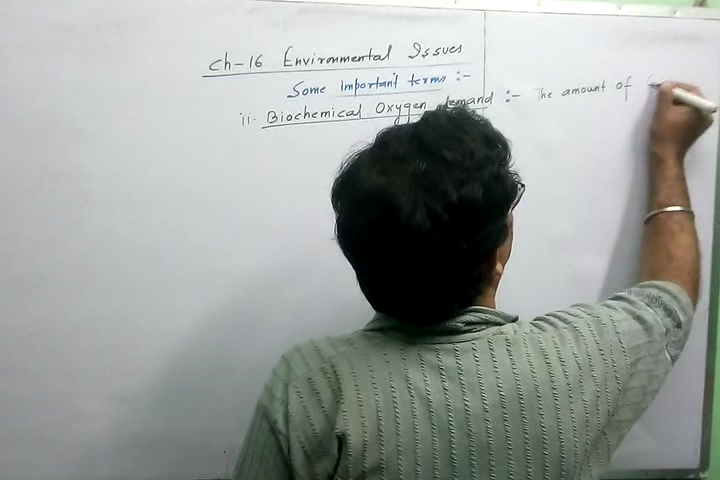 Ch-16 Environmental Issues
Some Important terms :-
ii. Biochemical Oxygen demand :- The amount of